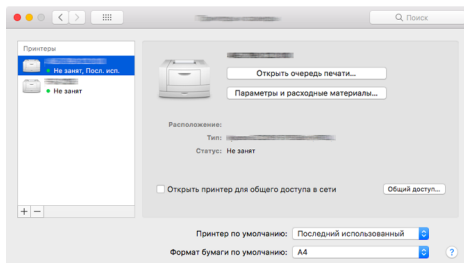 Поиск
Принтеры
Не занят, Посл. исп.
Не занят
Открыть очередь печати...
Параметры и расходные материалы...
Расположение:
Тип:
Статус: Не занят
Открыть принтер для общего доступа в сети
Общий доступ...
+ −
Принтер по умолчанию: Последний использованный
Формат бумаги по умолчанию: A4
?